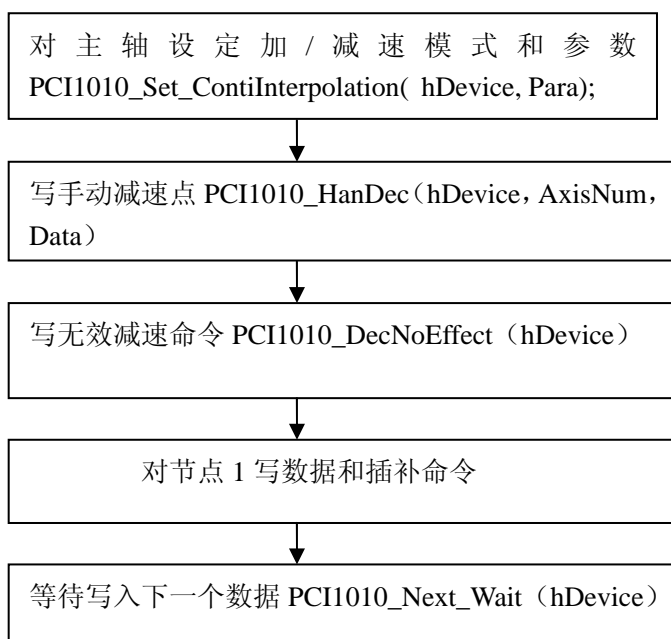 对主轴设定加/减速模式和参数
PCI1010_Set_ContiInterpolation( hDevice, Para);
写手动减速点 PCI1010_HanDec（hDevice，AxisNum，
Data）
写无效减速命令 PCI1010_DecNoEffect（hDevice）
对节点 1 写数据和插补命令
等待写入下一个数据 PCI1010_Next_Wait（hDevice）